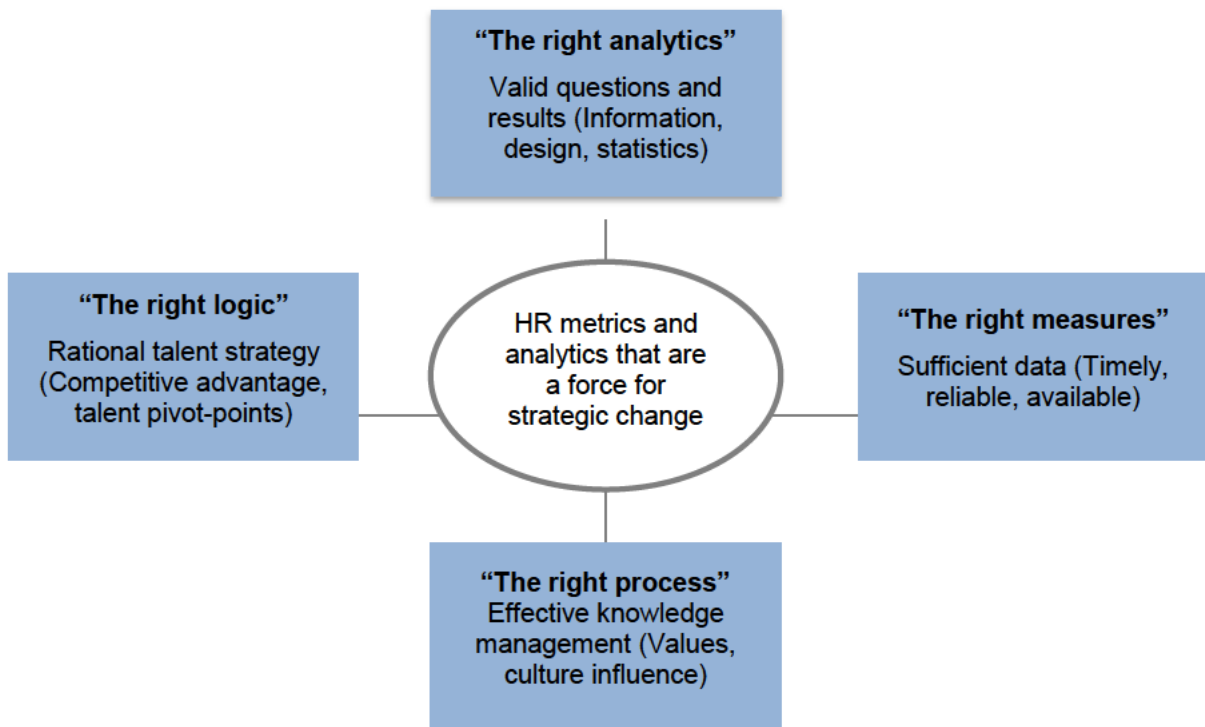 “The right analytics”
Valid questions and
results (Information,
design, statistics)
“The right logic”
Rational talent strategy
(Competitive advantage,
talent pivot-points)
HR metrics and
analytics that are
a force for
strategic change
“The right measures”
Sufficient data (Timely,
reliable, available)
“The right process”
Effective knowledge
management (Values,
culture influence)